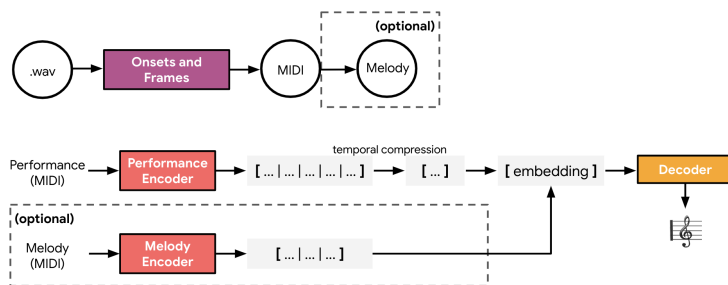 (optional)
.wav
Onsets and
Frames
MIDI
Melody
temporal compression
Performance
(MIDI)
Performance
Encoder
[ ... | ... | ... | ... | ... ]
[ ... ]
[ embedding ]
Decoder
(optional)
Melody
(MIDI)
Melody
Encoder
[ ... | ... | ... ]